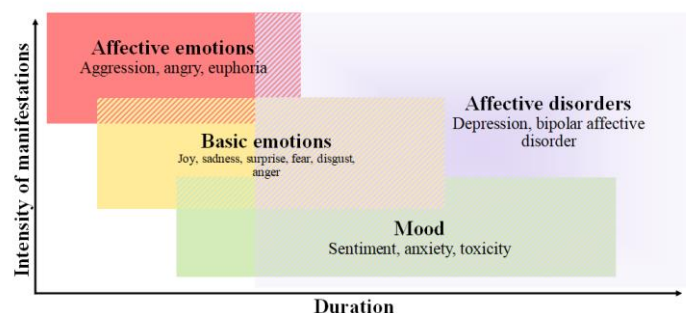 Intensity of manifestations
Affective emotions
Aggression, angry, euphoria
Affective disorders
Depression, bipolar affective
disorder
Basic emotions
Joy, sadness, surprise, fear, disgust,
anger
Mood
Sentiment, anxiety, toxicity
Duration